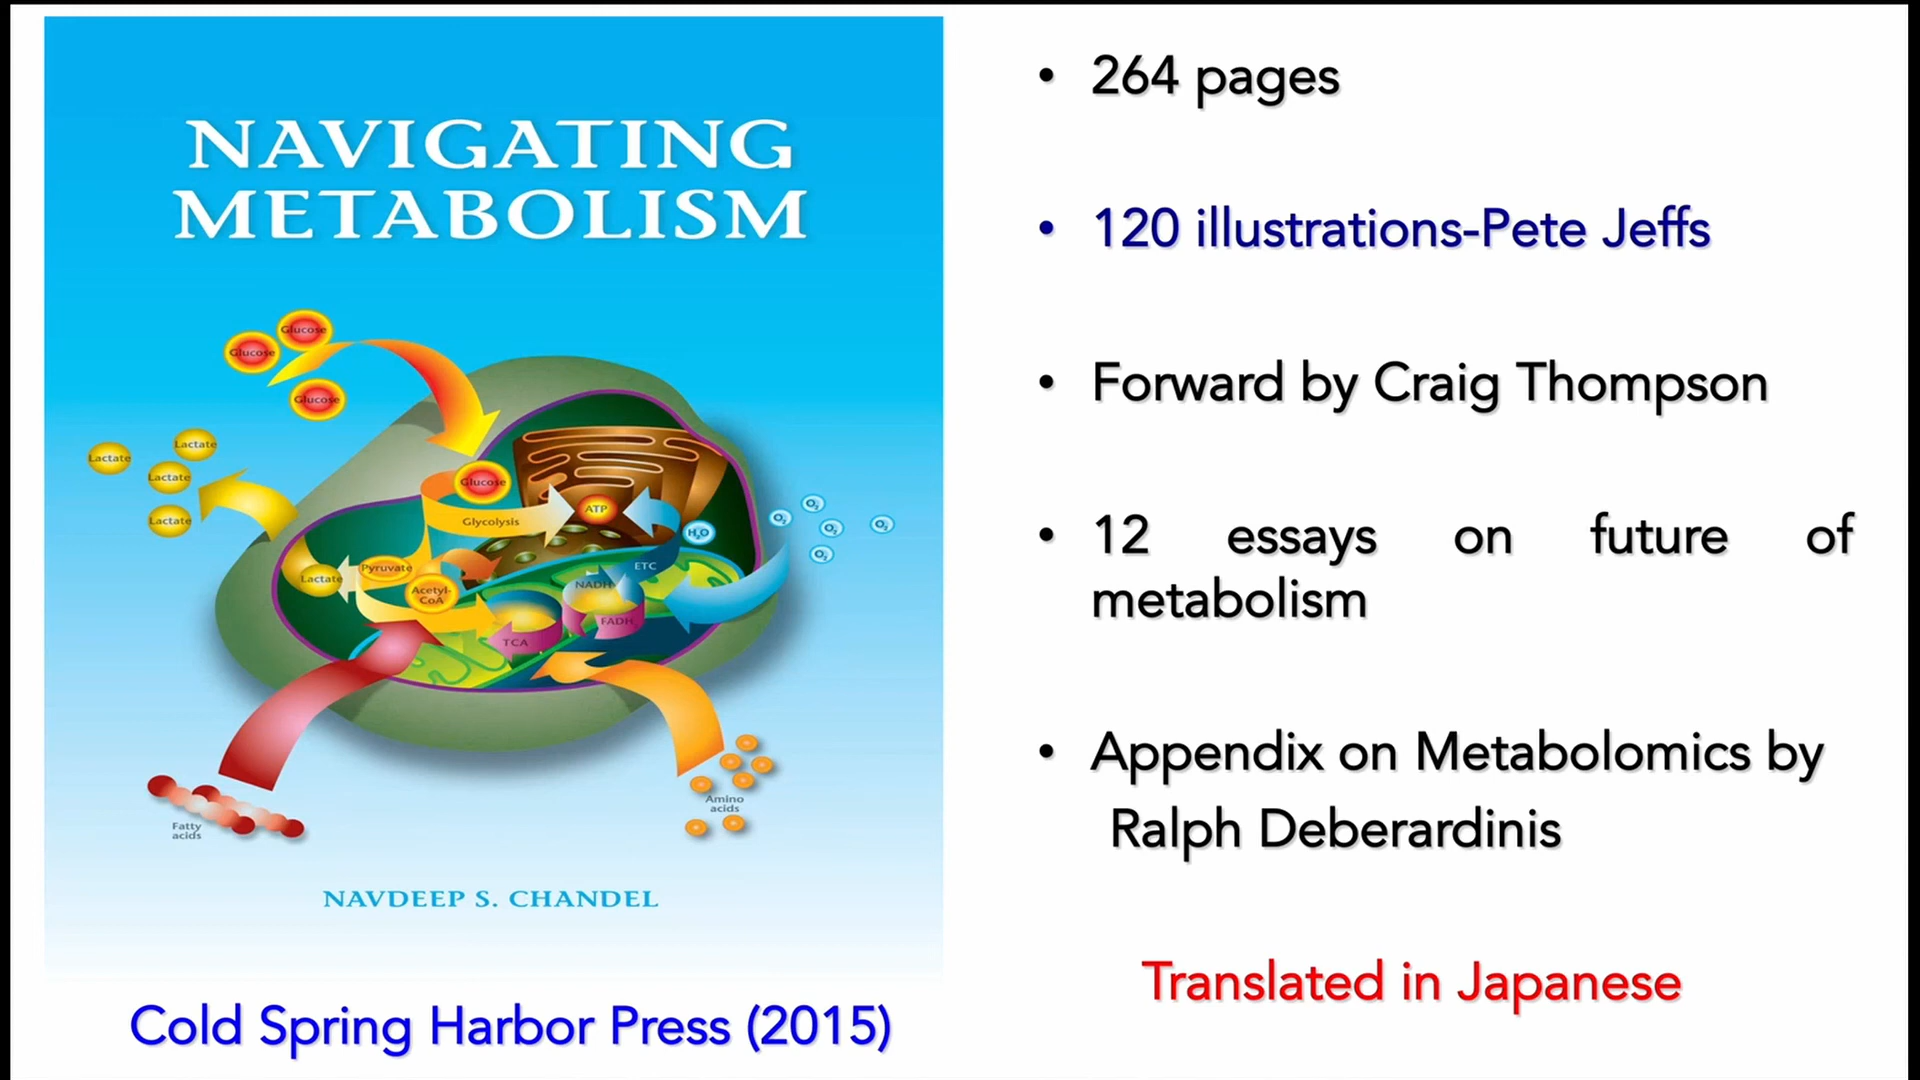 NAVIGATING
METABOLISM
Glucose
Glucose
Glucose
Lactate
Lactate
Lactate
Lactate
Glucose
ATP
Glycolysis
H₂O
O₂
O₂
O₂
O₂
O₂
Pyruvate
Lactate
Acetyl-
CoA
ETC
NADH
FADH
TCA
Fatty
acids
Amino
acids
NAVDEEP S. CHANDEL
Cold Spring Harbor Press (2015)
• 264 pages
• 120 illustrations-Pete Jeffs
• Forward by Craig Thompson
• 12 essays on future of
metabolism
• Appendix on Metabolomics by
Ralph Deberardinis
Translated in Japanese